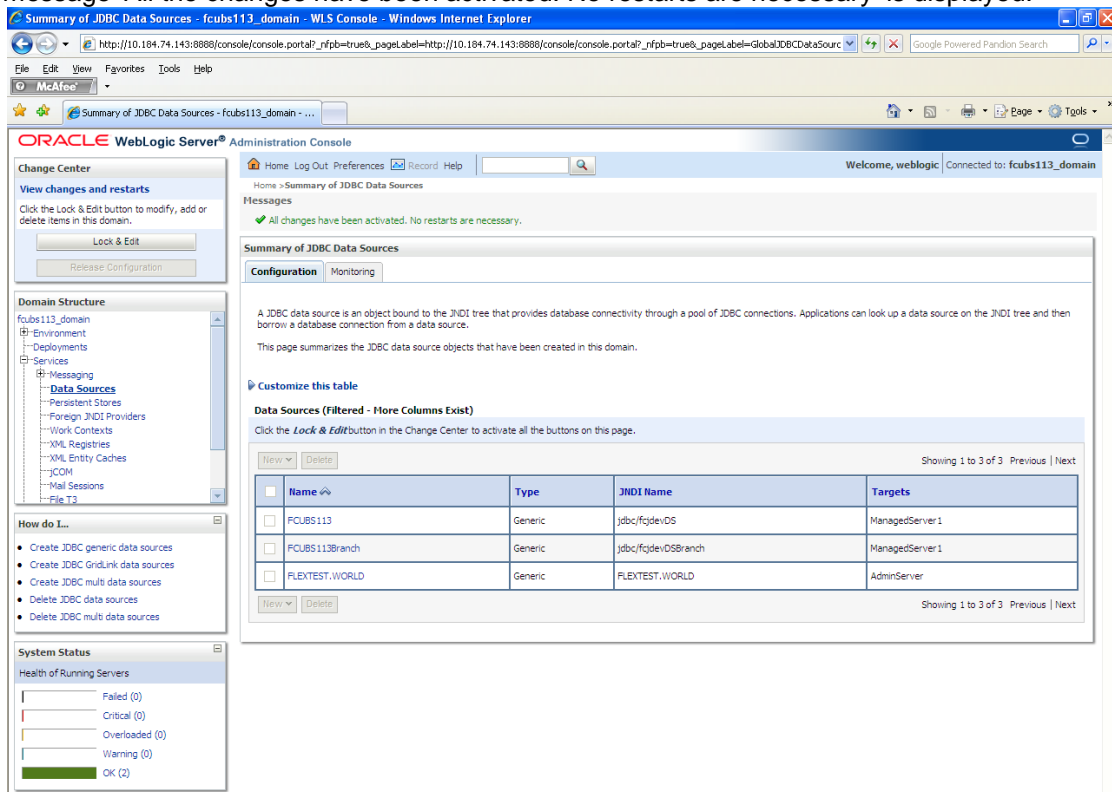 message 'All the changes have been activated. No restarts are necessary' is displayed.
Summary of JDBC Data Sources - fcubs113_domain - WLS Console - Windows Internet Explorer
http://10.184.74.143:8888/console/console.portal?_nfpb=true&_pageLabel=http://10.184.74.143:8888/console/console.portal?_nfpb=true&_pageLabel=GlobalJDBCDataSourc
Google Powered Pandion Search
File Edit View Favorites Tools Help
McAfee
Summary of JDBC Data Sources - fcubs113_domain - ...
Page Tools
ORACLE WebLogic Server® Administration Console
Change Center
View changes and restarts
Click the Lock & Edit button to modify, add or
delete items in this domain.
Lock & Edit
Release Configuration
Domain Structure
fcubs113_domain
Environment
Deployments
Services
Messaging
Data Sources
Persistent Stores
Foreign JNDI Providers
Work Contexts
XML Registries
XML Entity Caches
jCOM
Mail Sessions
File T3
How do I...
Create JDBC generic data sources
Create JDBC GridLink data sources
Create JDBC multi data sources
Delete JDBC data sources
Delete JDBC multi data sources
System Status
Health of Running Servers
Failed (0)
Critical (0)
Overloaded (0)
Warning (0)
OK (2)
Home Log Out Preferences Record Help
Welcome, weblogic Connected to: fcubs113_domain
Home >Summary of JDBC Data Sources
Messages
All changes have been activated. No restarts are necessary.
Summary of JDBC Data Sources
Configuration Monitoring
A JDBC data source is an object bound to the JNDI tree that provides database connectivity through a pool of JDBC connections. Applications can look up a data source on the JNDI tree and then
borrow a database connection from a data source.
This page summarizes the JDBC data source objects that have been created in this domain.
Customize this table
Data Sources (Filtered - More Columns Exist)
Click the Lock & Edit button in the Change Center to activate all the buttons on this page.
New Delete Showing 1 to 3 of 3 Previous | Next
Name Type JNDI Name Targets
FCUBS113 Generic jdbc/fcjdevDS ManagedServer1
FCUBS113Branch Generic jdbc/fcjdevDSBranch ManagedServer1
FLEXTEST.WORLD Generic FLEXTEST.WORLD AdminServer
New Delete Showing 1 to 3 of 3 Previous | Next